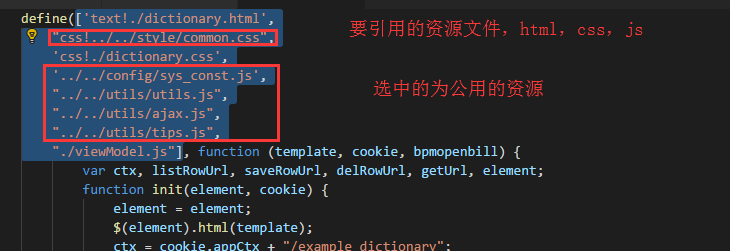 define(['text!./dictionary.html',
"css!../../style/common.css",
'css!./dictionary.css',
'../../config/sys_const.js',
"../../utils/utils.js",
"../../utils/ajax.js",
"../../utils/tips.js",
"./viewModel.js"], function (template, cookie, bpmopenbill) {
var ctx, listRowUrl, saveRowUrl, delRowUrl, getUrl, element;
function init(element, cookie) {
element = element;
$(element).html(template);
ctx = cookie.appCtx + "/example_dictionary";
要引用的资源文件，html，css，js
选中的为公用的资源